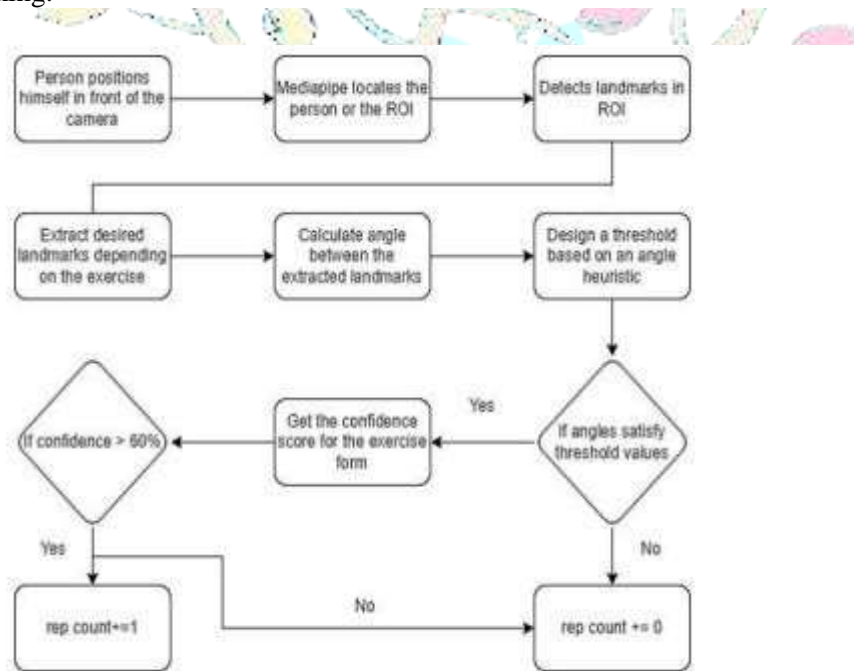 Person positions
himself in front of the
camera
Mediapipe locates the
person or the ROI
Detects landmarks in
ROI
Extract desired
landmarks depending
on the exercise
Calculate angle
between the
extracted landmarks
Design a threshold
based on an angle
heuristic
If angles satisfy
threshold values
Yes
Get the confidence
score for the exercise
form
If confidence > 60%
Yes
No
No
rep count+=1
rep count += 0